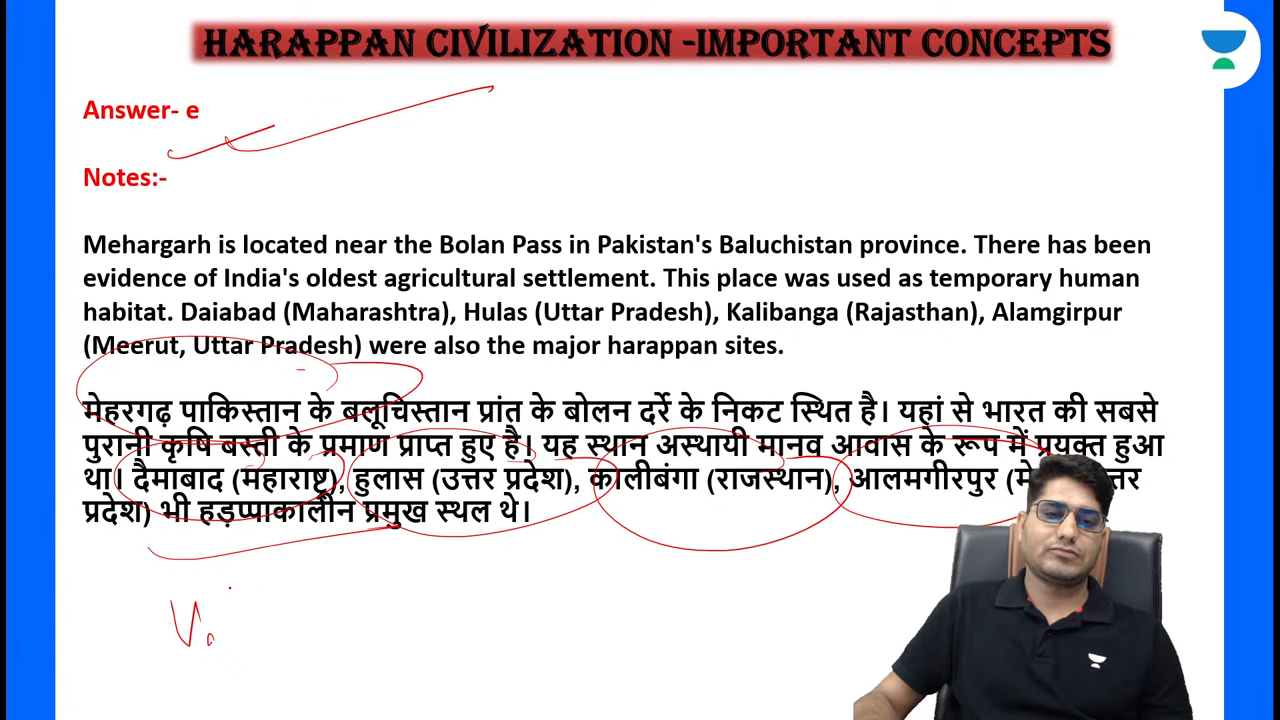 HARAPPAN CIVILIZATION -IMPORTANT CONCEPTS
Answer- e
Notes:-
Mehargarh is located near the Bolan Pass in Pakistan's Baluchistan province. There has been
evidence of India's oldest agricultural settlement. This place was used as temporary human
habitat. Daiabad (Maharashtra), Hulas (Uttar Pradesh), Kalibanga (Rajasthan), Alamgirpur
(Meerut, Uttar Pradesh) were also the major harappan sites.
मेहरगढ़ पाकिस्तान के बलूचिस्तान प्रांत के बोलन दर्रे के निकट स्थित है। यहां से भारत की सबसे
पुरानी कृषि बस्ती के प्रमाण प्राप्त हुए है। यह स्थान अस्थायी मानव आवास के रूप में प्रयक्त हुआ
था। दैमाबाद (महाराष्ट्र), हुलास (उत्तर प्रदेश), कालीबंगा (राजस्थान), आलमगीरपुर
प्रदेश) भी हड़प्पाकालीन प्रमुख स्थल थे।